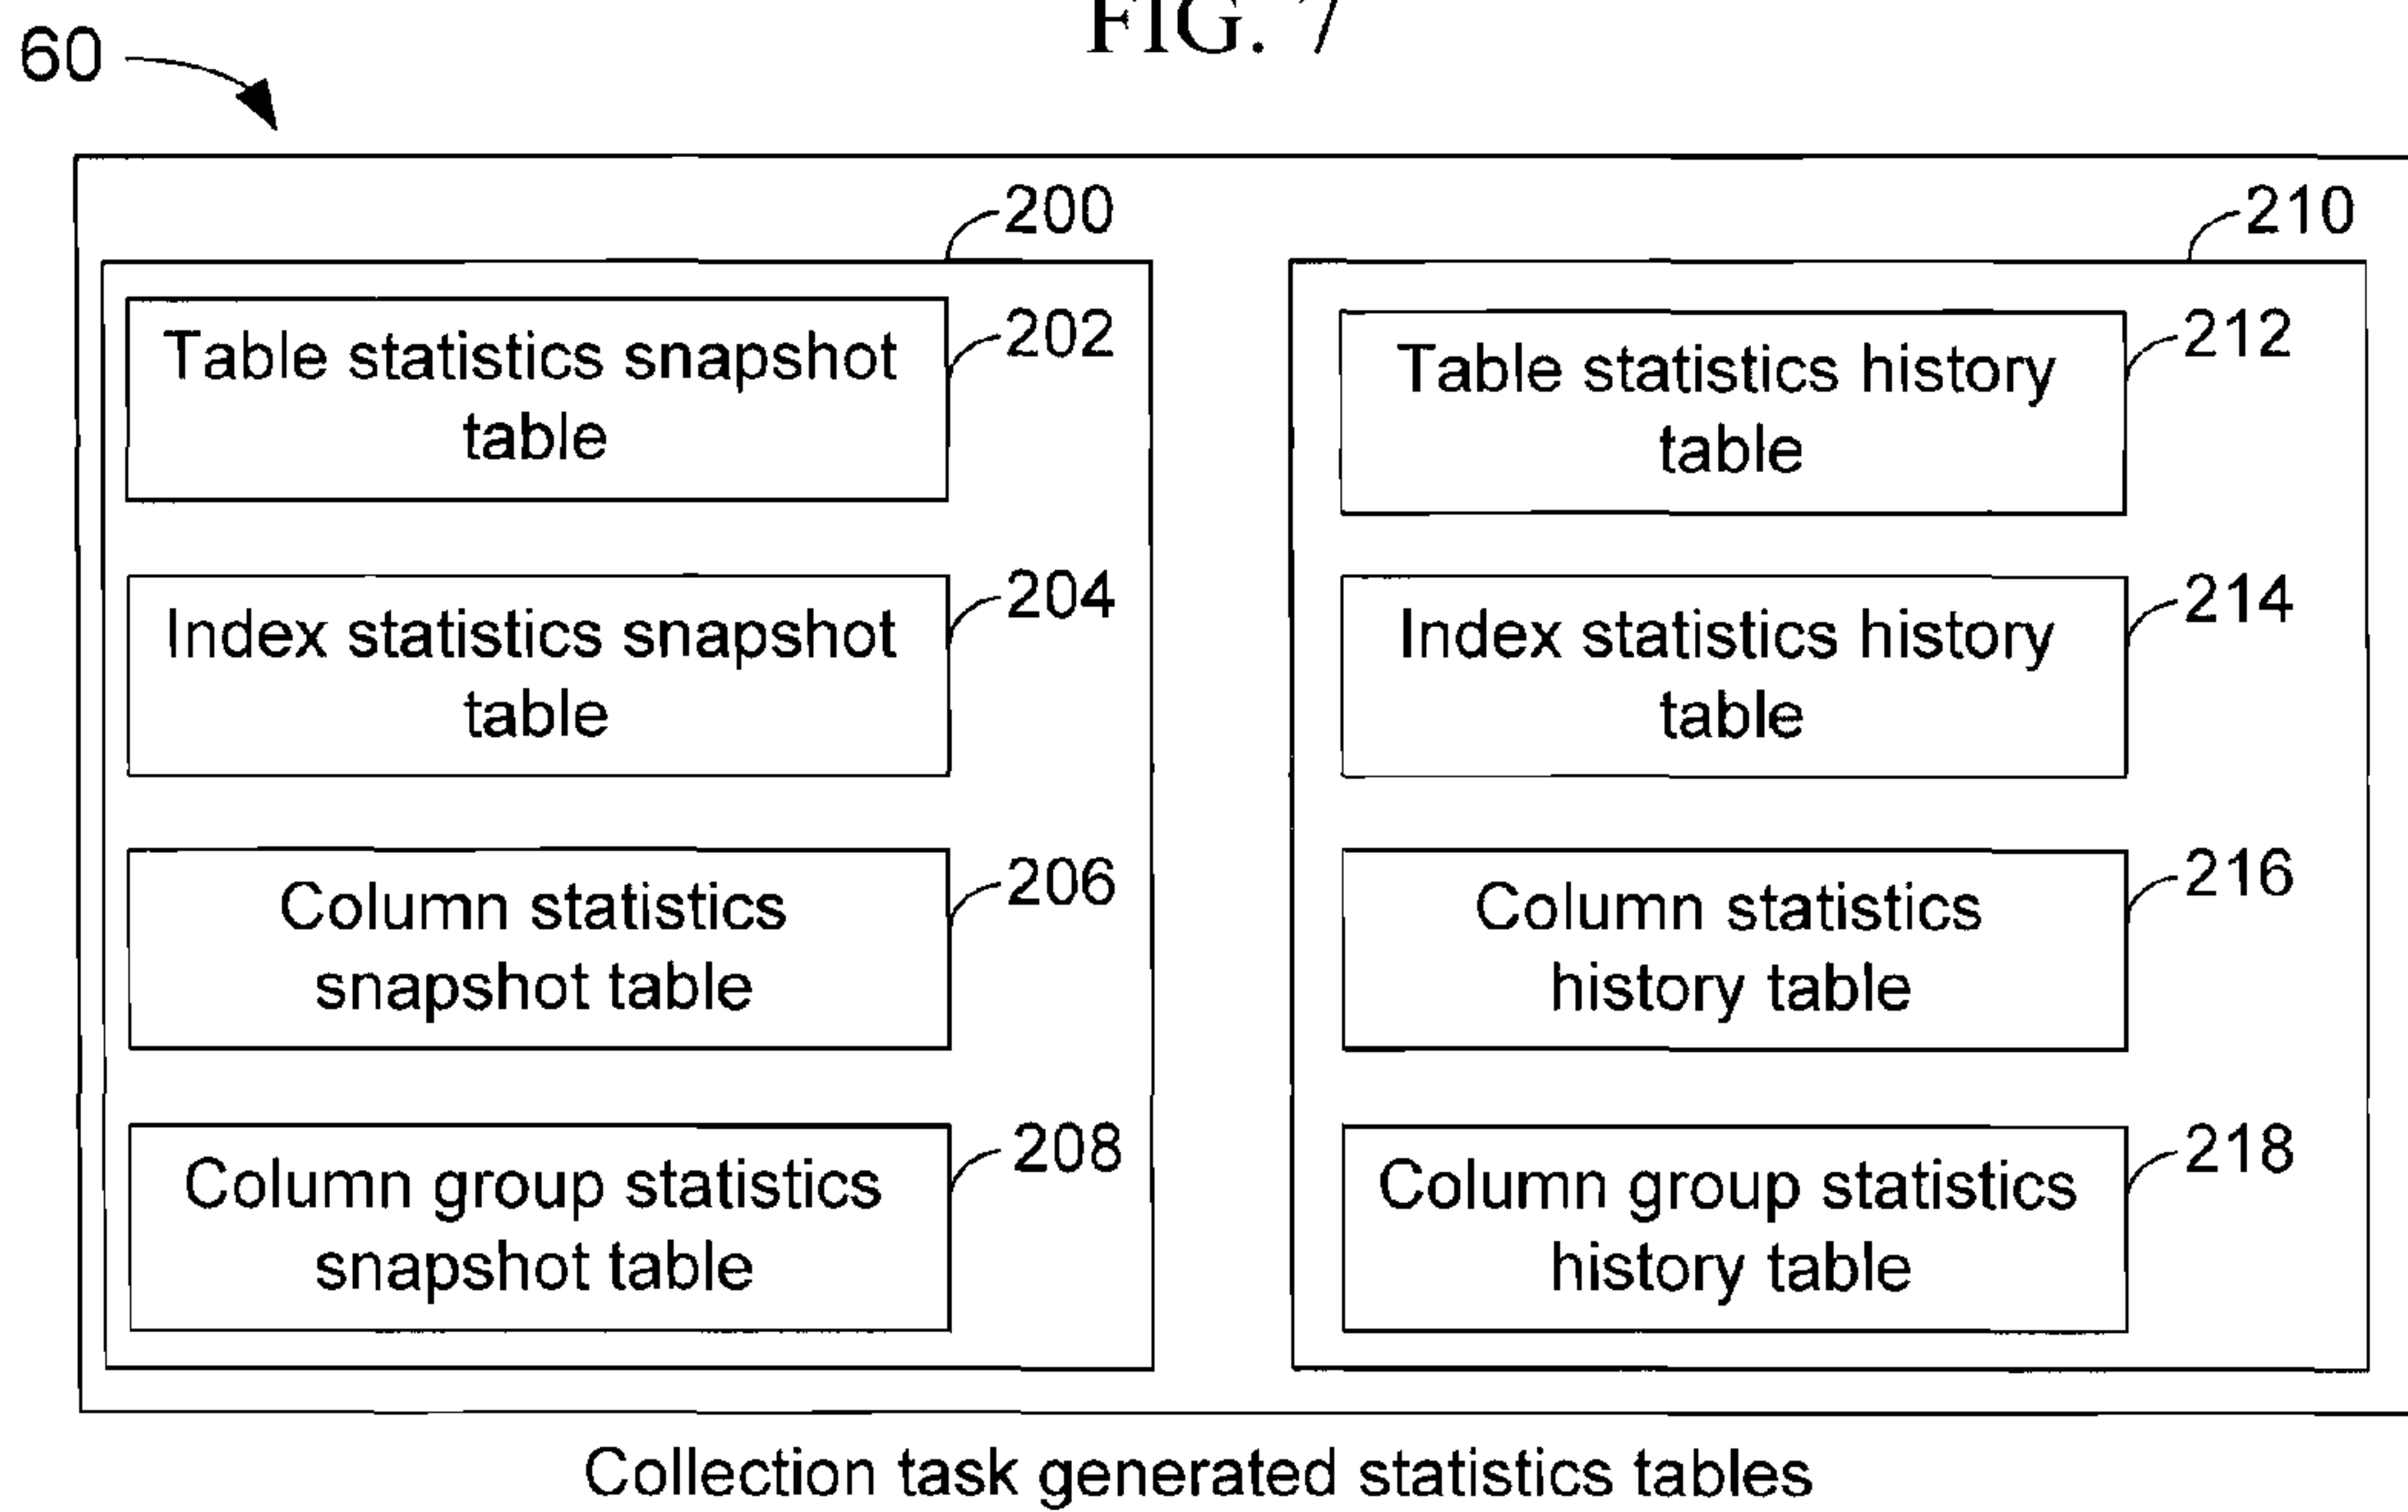 FIG. 7
60
200
210
Table statistics snapshot
table
202
Index statistics snapshot
table
204
Column statistics
snapshot table
206
Column group statistics
snapshot table
208
Table statistics history
table
212
Index statistics history
table
214
Column statistics
history table
216
Column group statistics
history table
218
Collection task generated statistics tables